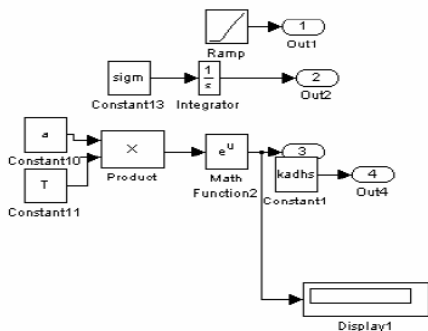 1
Out1
Ramp
sigm
1
s
2
Constant13
Integrator
Out2
a
Constant10
X
e^u
3
T
Product
Math
Function2
kadhs
4
Constant11
Constant1
Out4
Display1